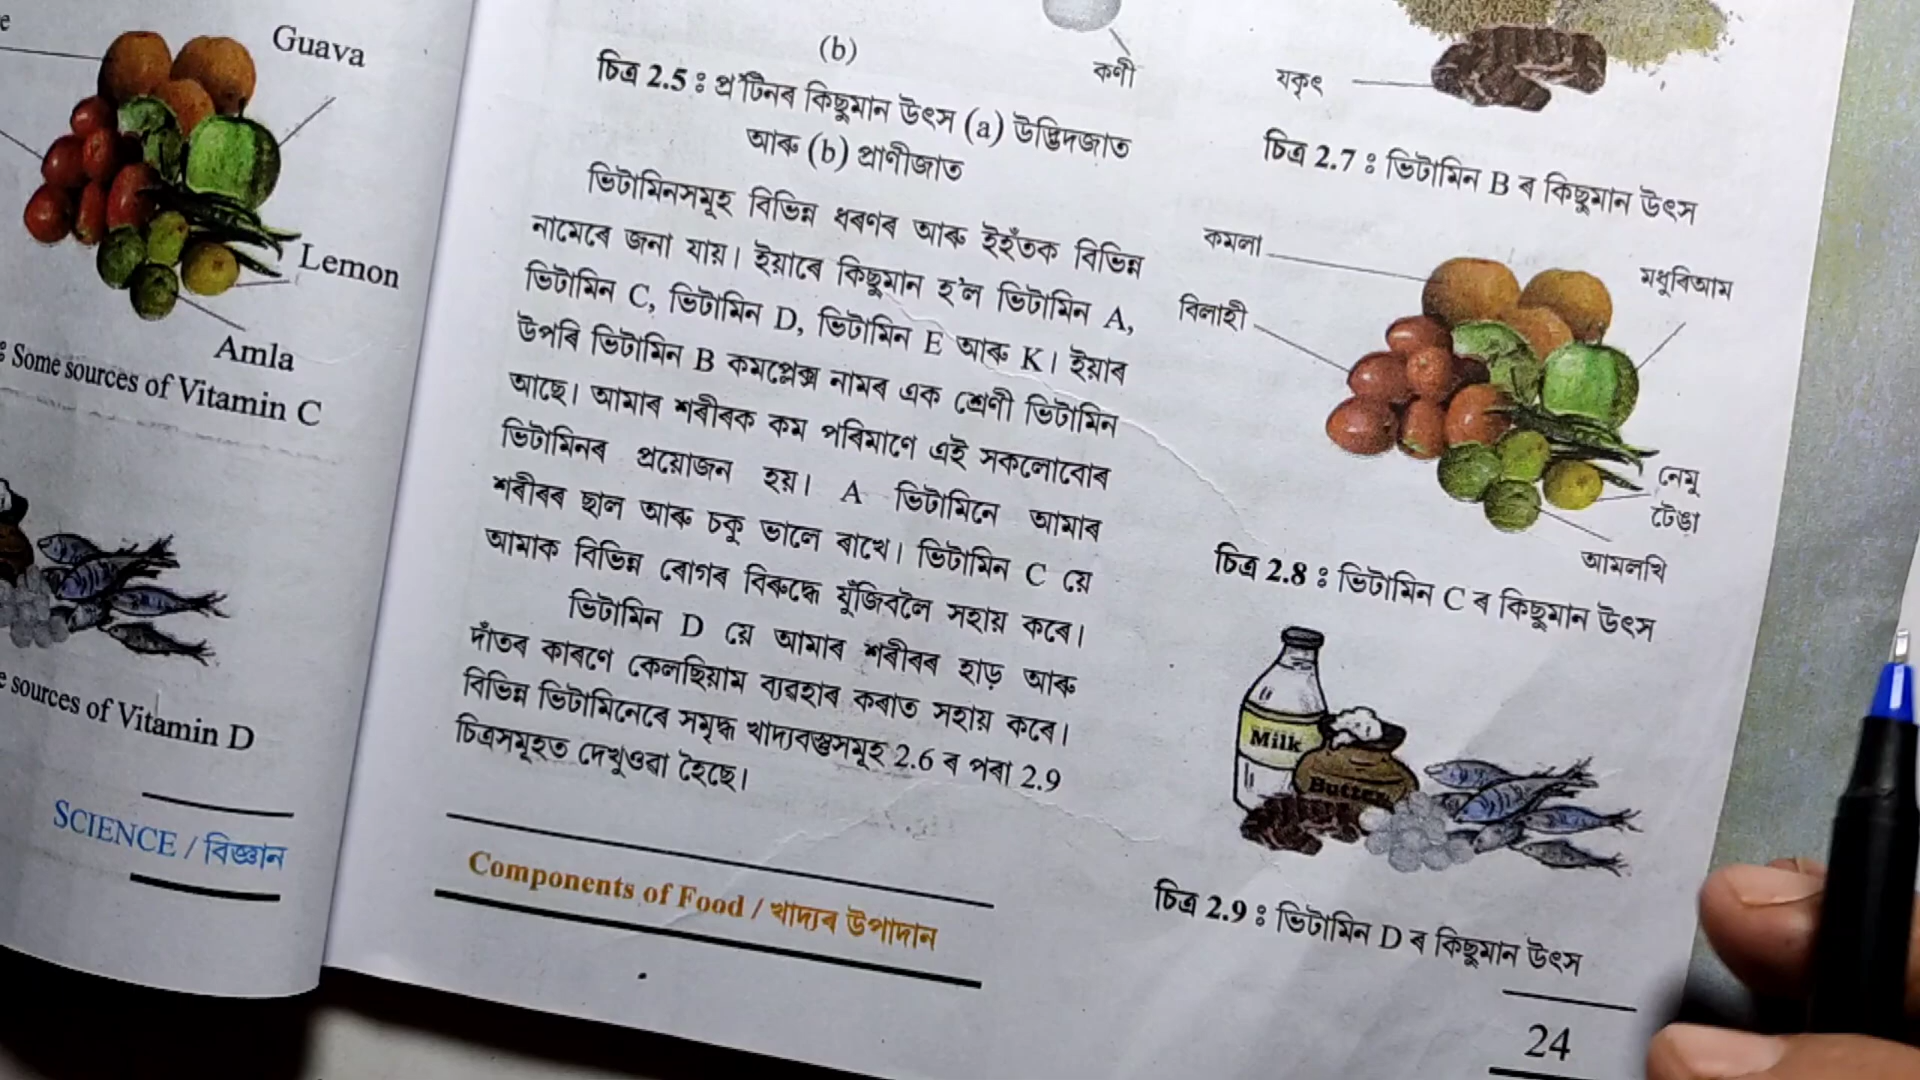 Guava
Lemon
Amla
: Some sources of Vitamin C
sources of Vitamin D
SCIENCE / বিজ্ঞান
(b)
কণী
চিত্ৰ 2.5 : প্ৰ'টিনৰ কিছুমান উৎস (a) উদ্ভিদজাত
আৰু (b) প্ৰাণীজাত
ভিটামিনসমূহ বিভিন্ন ধৰণৰ আৰু ইহঁতক বিভিন্ন
নামেৰে জনা যায়। ইয়াৰে কিছুমান হ'ল ভিটামিন A,
ভিটামিন C, ভিটামিন D, ভিটামিন E আৰু K। ইয়াৰ
উপৰি ভিটামিন B কমপ্লেক্স নামৰ এক শ্ৰেণী ভিটামিন
আছে। আমাৰ শৰীৰক কম পৰিমাণে এই সকলোবোৰ
ভিটামিনৰ প্ৰয়োজন হয়। A ভিটামিনে আমাৰ
শৰীৰৰ ছাল আৰু চকু ভালে ৰাখে। ভিটামিন C য়ে
আমাক বিভিন্ন ৰোগৰ বিৰুদ্ধে যুঁজিবলৈ সহায় কৰে।
ভিটামিন D য়ে আমাৰ শৰীৰৰ হাড় আৰু
দাঁতৰ কাৰণে কেলছিয়াম ব্যৱহাৰ কৰাত সহায় কৰে।
বিভিন্ন ভিটামিনেৰে সমৃদ্ধ খাদ্যবস্তুসমূহ 2.6 ৰ পৰা 2.9
চিত্ৰসমূহত দেখুওৱা হৈছে।
Components of Food / খাদ্যৰ উপাদান
যকৃৎ
চিত্ৰ 2.7 : ভিটামিন B ৰ কিছুমান উৎস
কমলা
মধুৰিআম
বিলাহী
নেমু
টেঙা
আমলখি
চিত্ৰ 2.8 : ভিটামিন C ৰ কিছুমান উৎস
Milk
Butter
চিত্ৰ 2.9 : ভিটামিন D ৰ কিছুমান উৎস
24